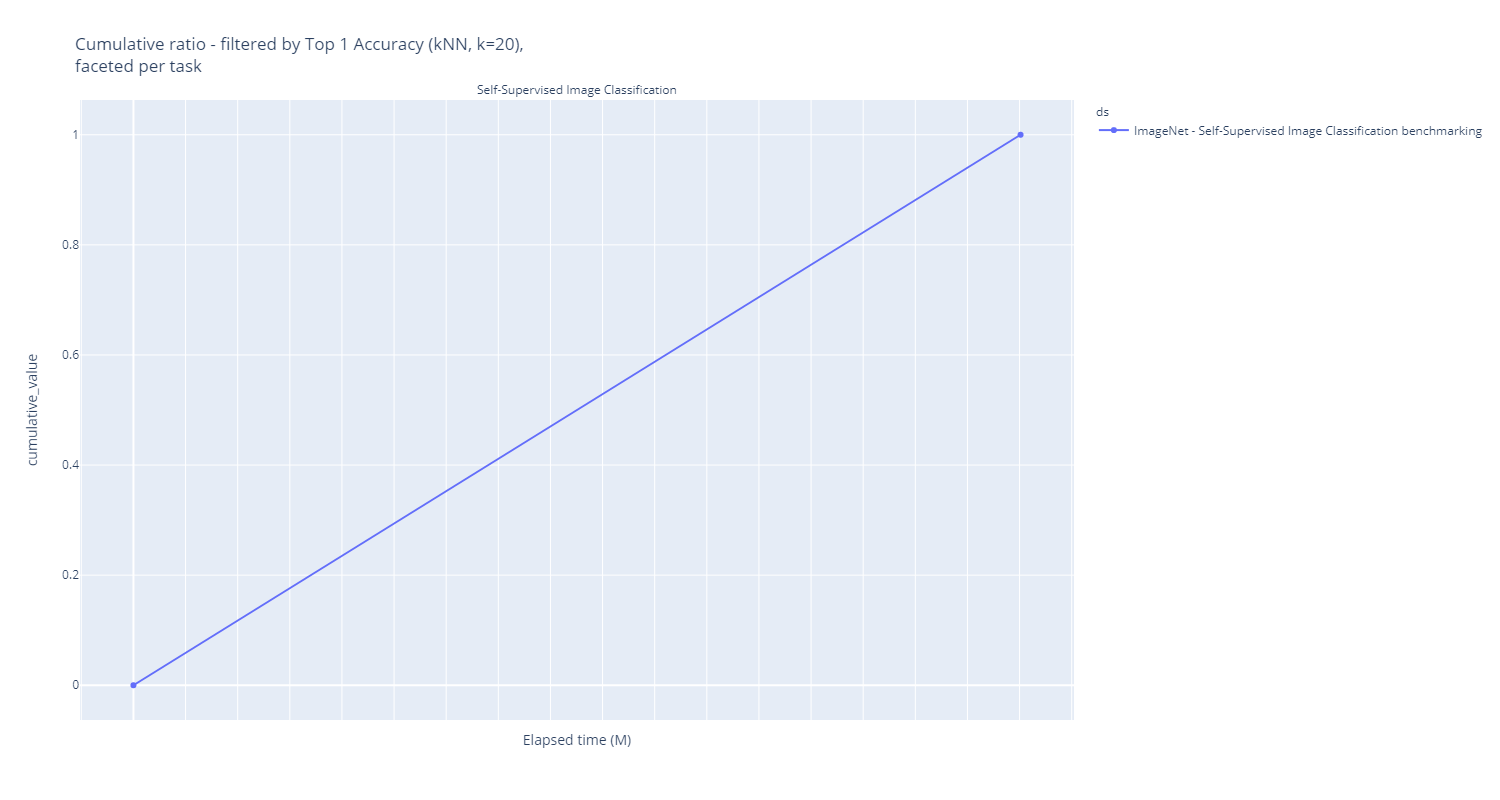 Cumulative ratio - filtered by Top 1 Accuracy (kNN, k=20),
faceted per task
Self-Supervised Image Classification
ds
ImageNet - Self-Supervised Image Classification benchmarking
1
0.8
0.6
0.4
0.2
0
cumulative_value
Elapsed time (M)